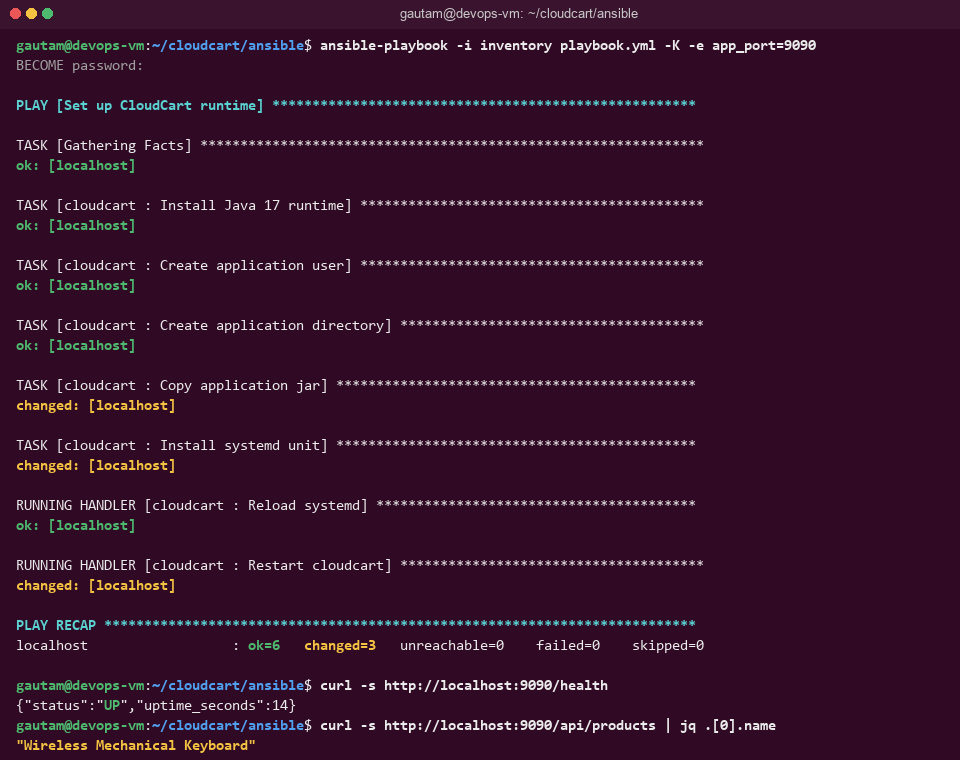 gautam@devops-vm: ~/cloudcart/ansible
gautam@devops-vm:~/cloudcart/ansible$ ansible-playbook -i inventory playbook.yml -K -e app_port=9090
BECOME password:
PLAY [Set up CloudCart runtime] *****************************************************
TASK [Gathering Facts] ***************************************************************
ok: [localhost]
TASK [cloudcart : Install Java 17 runtime] *******************************************
ok: [localhost]
TASK [cloudcart : Create application user] *******************************************
ok: [localhost]
TASK [cloudcart : Create application directory] **************************************
ok: [localhost]
TASK [cloudcart : Copy application jar] *********************************************
changed: [localhost]
TASK [cloudcart : Install systemd unit] *********************************************
changed: [localhost]
RUNNING HANDLER [cloudcart : Reload systemd] ****************************************
ok: [localhost]
RUNNING HANDLER [cloudcart : Restart cloudcart] **************************************
changed: [localhost]
PLAY RECAP **************************************************************************
localhost                  : ok=6   changed=3   unreachable=0    failed=0    skipped=0
gautam@devops-vm:~/cloudcart/ansible$ curl -s http://localhost:9090/health
{"status":"UP","uptime_seconds":14}
gautam@devops-vm:~/cloudcart/ansible$ curl -s http://localhost:9090/api/products | jq .[0].name
"Wireless Mechanical Keyboard"